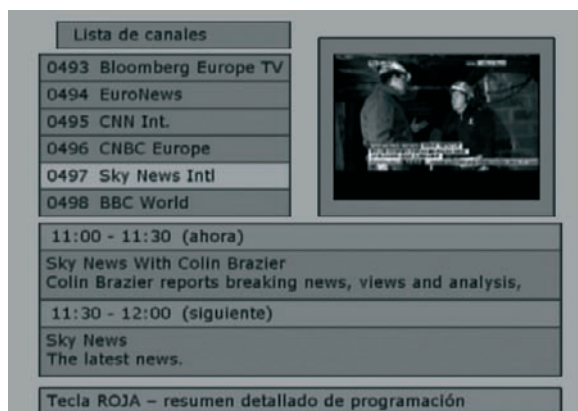 Lista de canales
0493 Bloomberg Europe TV
0494 EuroNews
0495 CNN Int.
0496 CNBC Europe
0497 Sky News Intl
0498 BBC World
11:00 - 11:30 (ahora)
Sky News With Colin Brazier
Colin Brazier reports breaking news, views and analysis,
11:30 - 12:00 (siguiente)
Sky News
The latest news.
Tecla ROJA – resumen detallado de programación